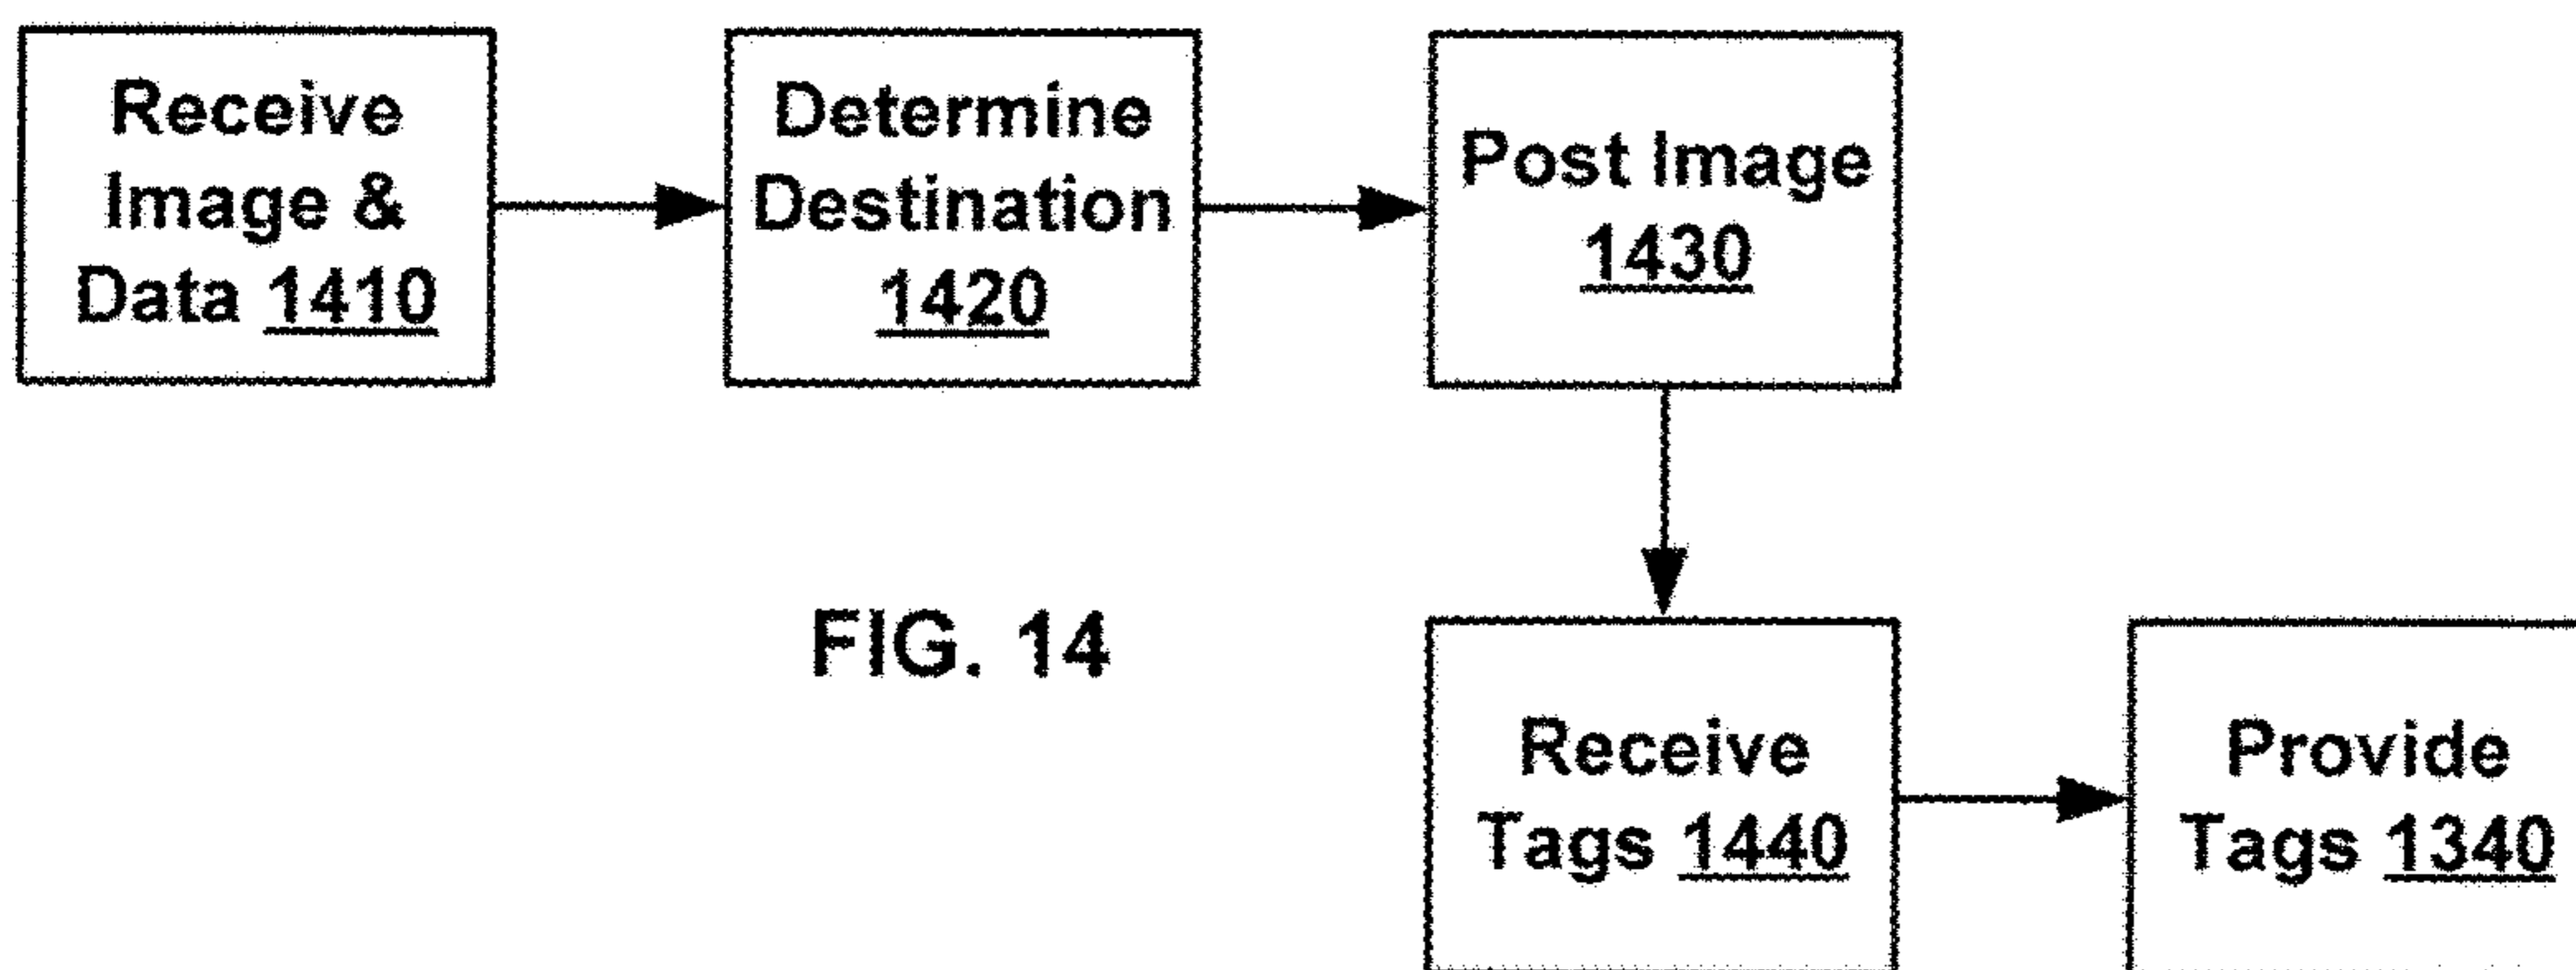 Receive
Image &
Data 1410
Determine
Destination
1420
Post Image
1430
FIG. 14
Receive
Tags 1440
Provide
Tags 1340